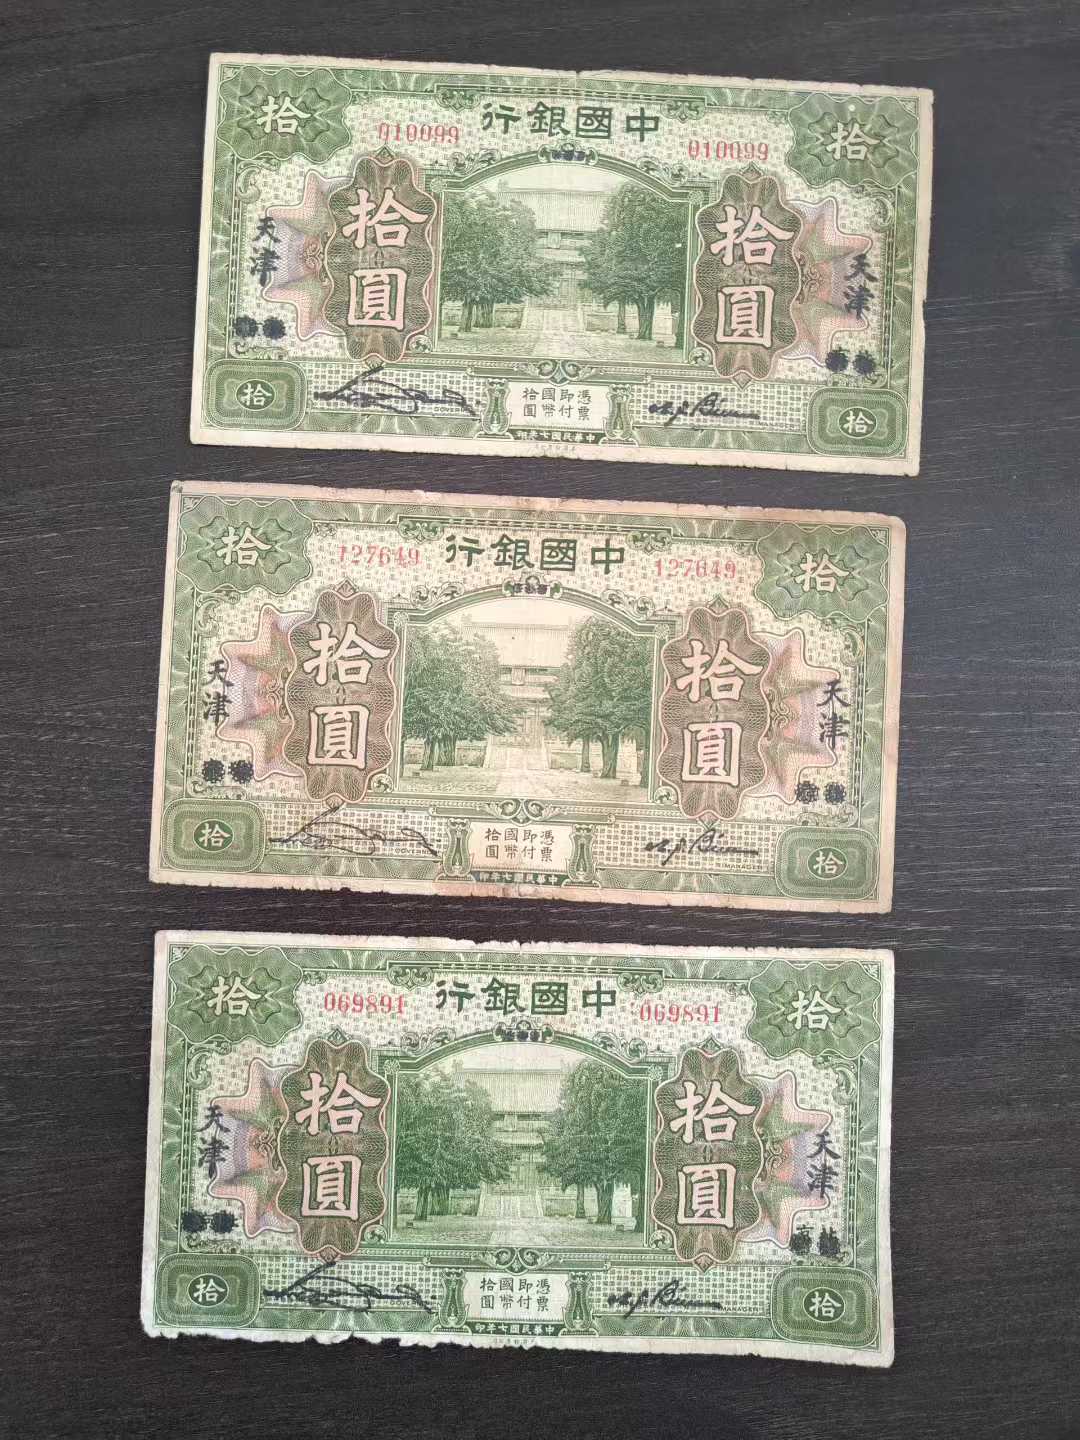 中國銀行
010099
010099
拾
拾
拾圓
拾圓
天津
天津
憑票即付國幣拾圓
GOVERNOR
拾
拾
中華民國七年印
中國銀行
127649
127649
拾
拾
拾圓
拾圓
天津
天津
憑票即付國幣拾圓
拾
拾
中華民國七年印
中國銀行
069891
069891
拾
拾
拾圓
拾圓
天津
天津
憑票即付國幣拾圓
GOVERNOR
MANAGER
拾
拾
中華民國七年印